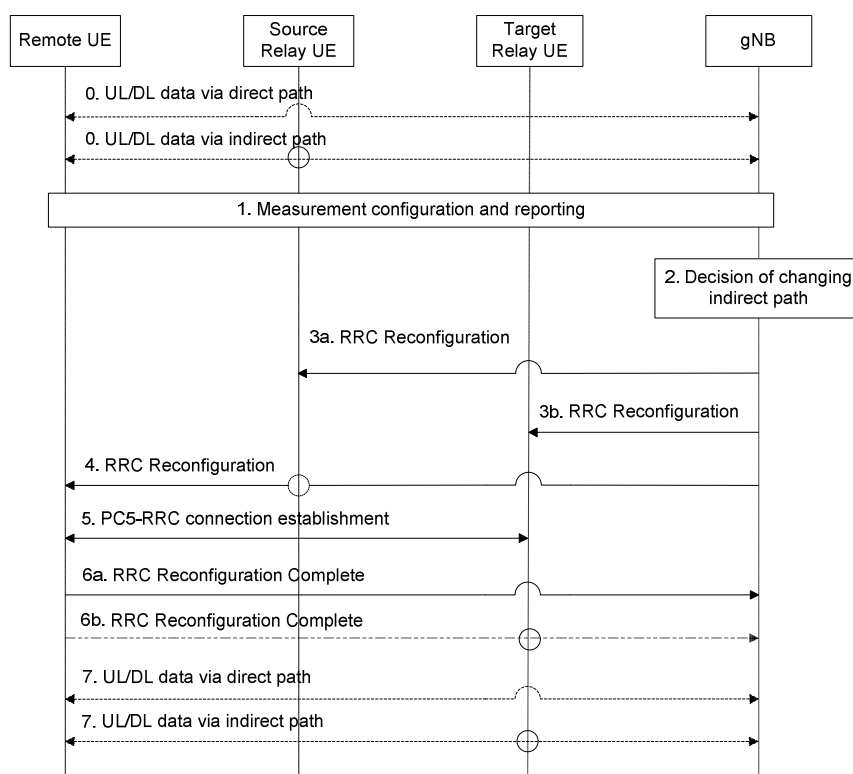 Remote UE
Source
Relay UE
Target
Relay UE
gNB
0. UL/DL data via direct path
0. UL/DL data via indirect path
1. Measurement configuration and reporting
2. Decision of changing
indirect path
3a. RRC Reconfiguration
3b. RRC Reconfiguration
4. RRC Reconfiguration
5. PC5-RRC connection establishment
6a. RRC Reconfiguration Complete
6b. RRC Reconfiguration Complete
7. UL/DL data via direct path
7. UL/DL data via indirect path